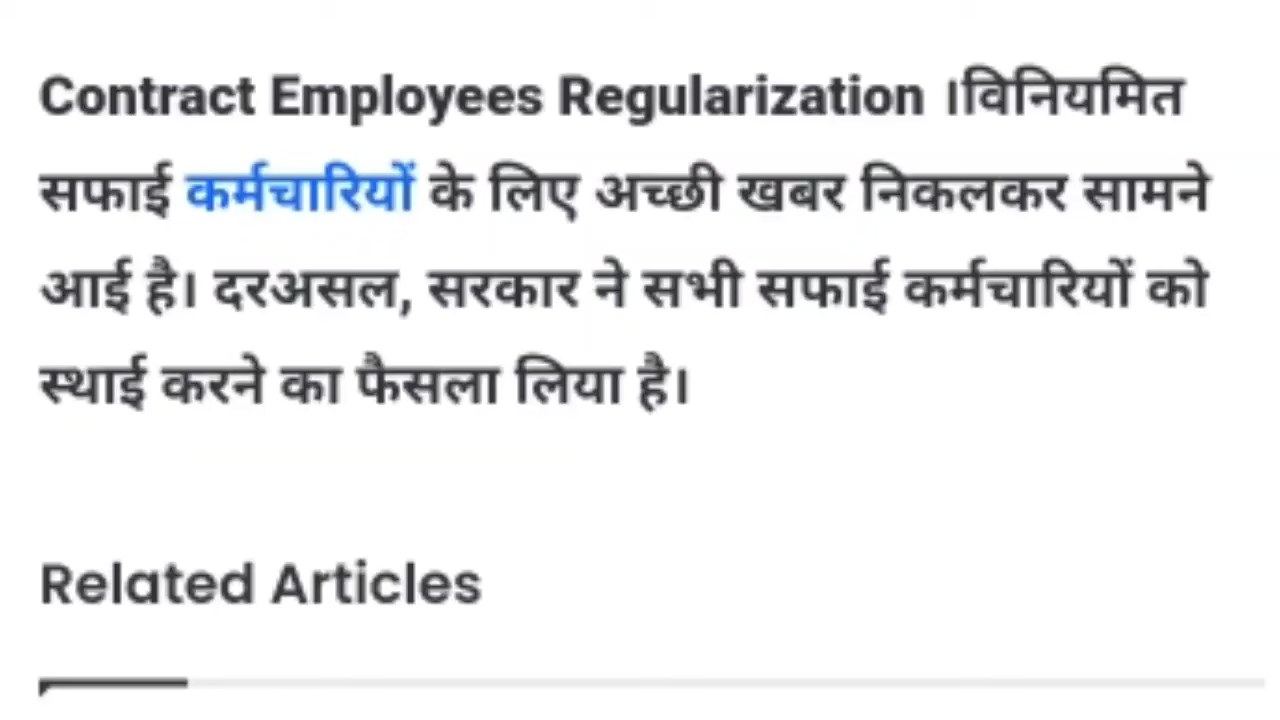 Contract Employees Regularization ।विनियमित
सफाई कर्मचारियों के लिए अच्छी खबर निकलकर सामने
आई है। दरअसल, सरकार ने सभी सफाई कर्मचारियों को
स्थाई करने का फैसला लिया है।
Related Articles